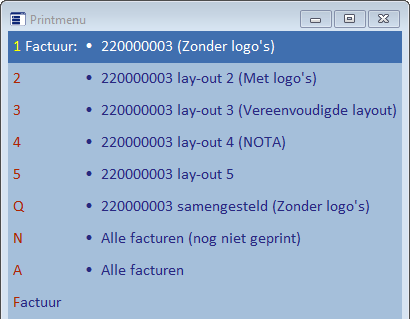 Printmenu
1 Factuur: • 220000003 (Zonder logo's)
2 • 220000003 lay-out 2 (Met logo's)
3 • 220000003 lay-out 3 (Vereenvoudigde layout)
4 • 220000003 lay-out 4 (NOTA)
5 • 220000003 lay-out 5
Q • 220000003 samengesteld (Zonder logo's)
N • Alle facturen (nog niet geprint)
A • Alle facturen
Factuur